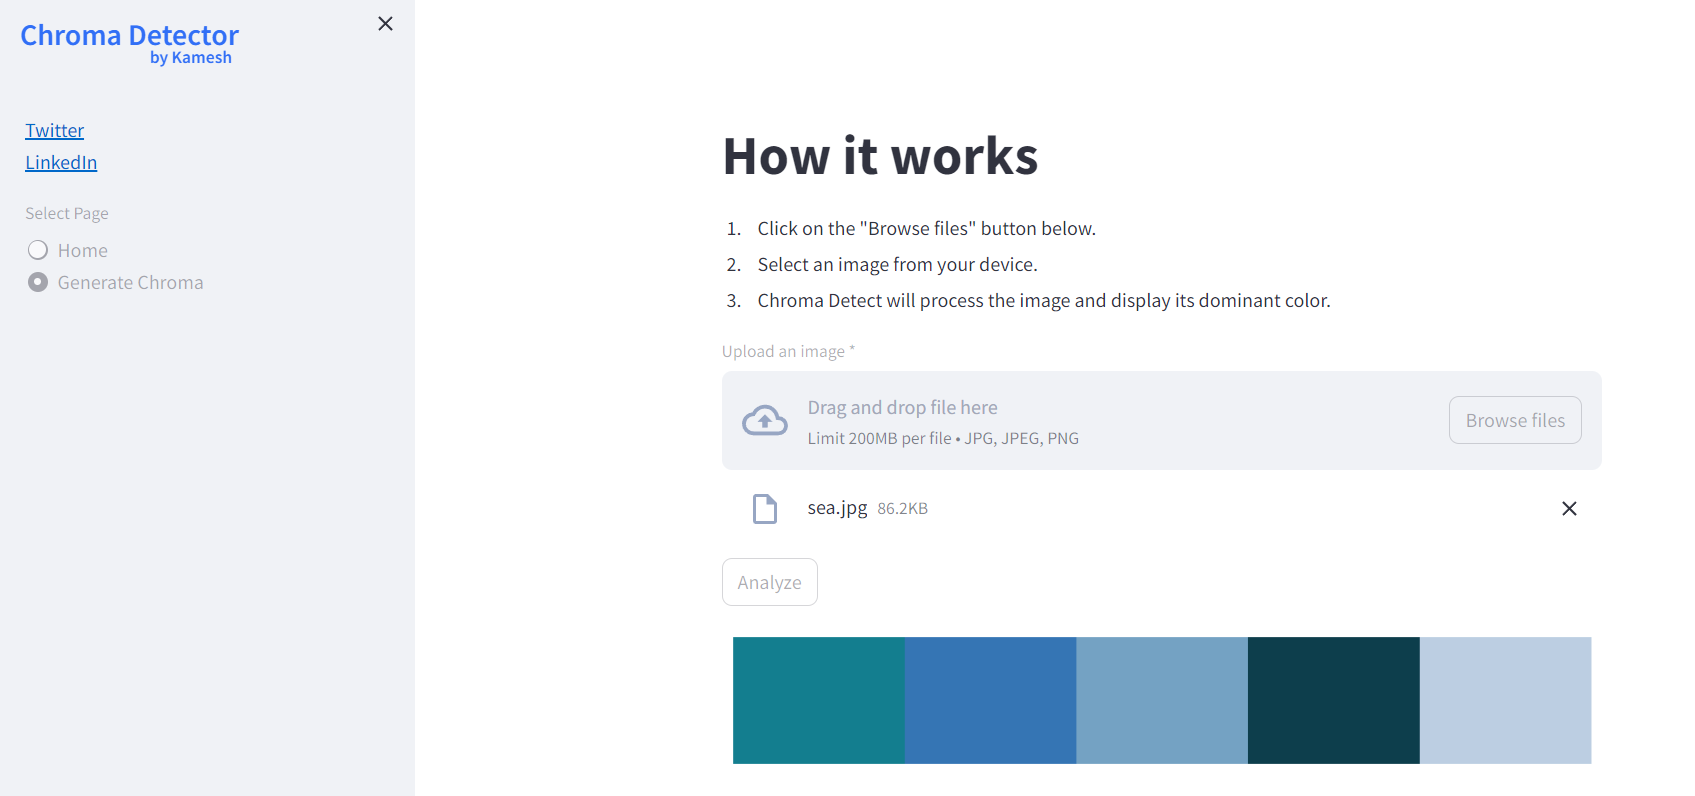 Chroma Detector
by Kamesh
Twitter
LinkedIn
Select Page
Home
Generate Chroma
How it works
1. Click on the "Browse files" button below.
2. Select an image from your device.
3. Chroma Detect will process the image and display its dominant color.
Upload an image *
Drag and drop file here
Limit 200MB per file • JPG, JPEG, PNG
Browse files
sea.jpg 86.2KB
Analyze